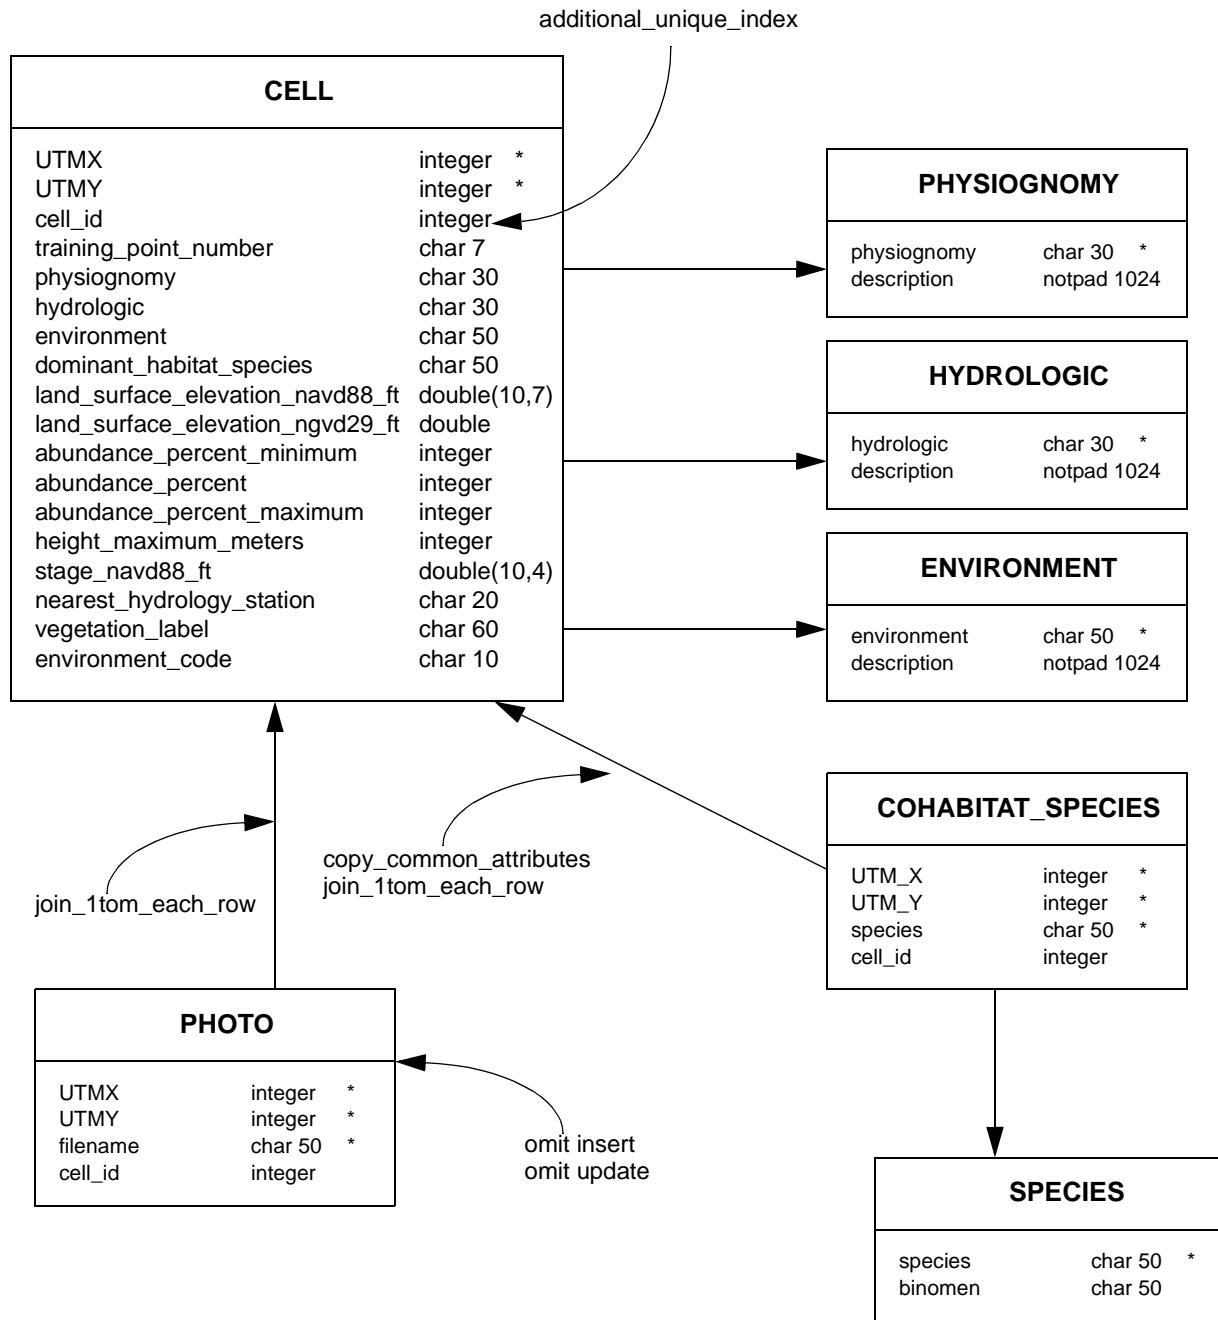 additional_unique_index
CELL
UTMX integer *
UTMY integer *
cell_id integer
training_point_number char 7
physiognomy char 30
hydrologic char 30
environment char 50
dominant_habitat_species char 50
land_surface_elevation_navd88_ft double(10,7)
land_surface_elevation_ngvd29_ft double
abundance_percent_minimum integer
abundance_percent integer
abundance_percent_maximum integer
height_maximum_meters integer
stage_navd88_ft double(10,4)
nearest_hydrology_station char 20
vegetation_label char 60
environment_code char 10
PHYSIOGNOMY
physiognomy char 30 *
description notpad 1024
HYDROLOGIC
hydrologic char 30 *
description notpad 1024
ENVIRONMENT
environment char 50 *
description notpad 1024
COHABITAT_SPECIES
UTM_X integer *
UTM_Y integer *
species char 50 *
cell_id integer
copy_common_attributes
join_1tom_each_row
join_1tom_each_row
PHOTO
UTMX integer *
UTMY integer *
filename char 50 *
cell_id integer
omit insert
omit update
SPECIES
species char 50 *
binomen char 50